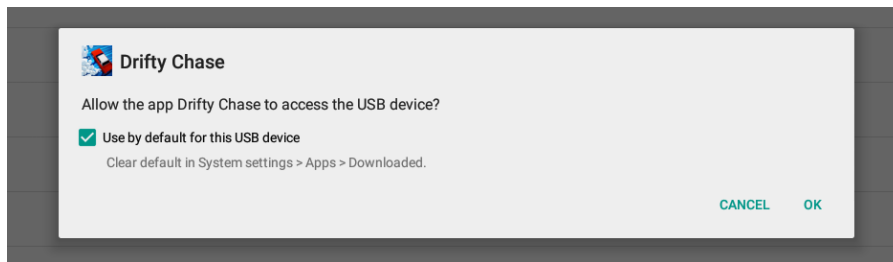 Drifty Chase
Allow the app Drifty Chase to access the USB device?
Use by default for this USB device
Clear default in System settings > Apps > Downloaded.
CANCEL OK